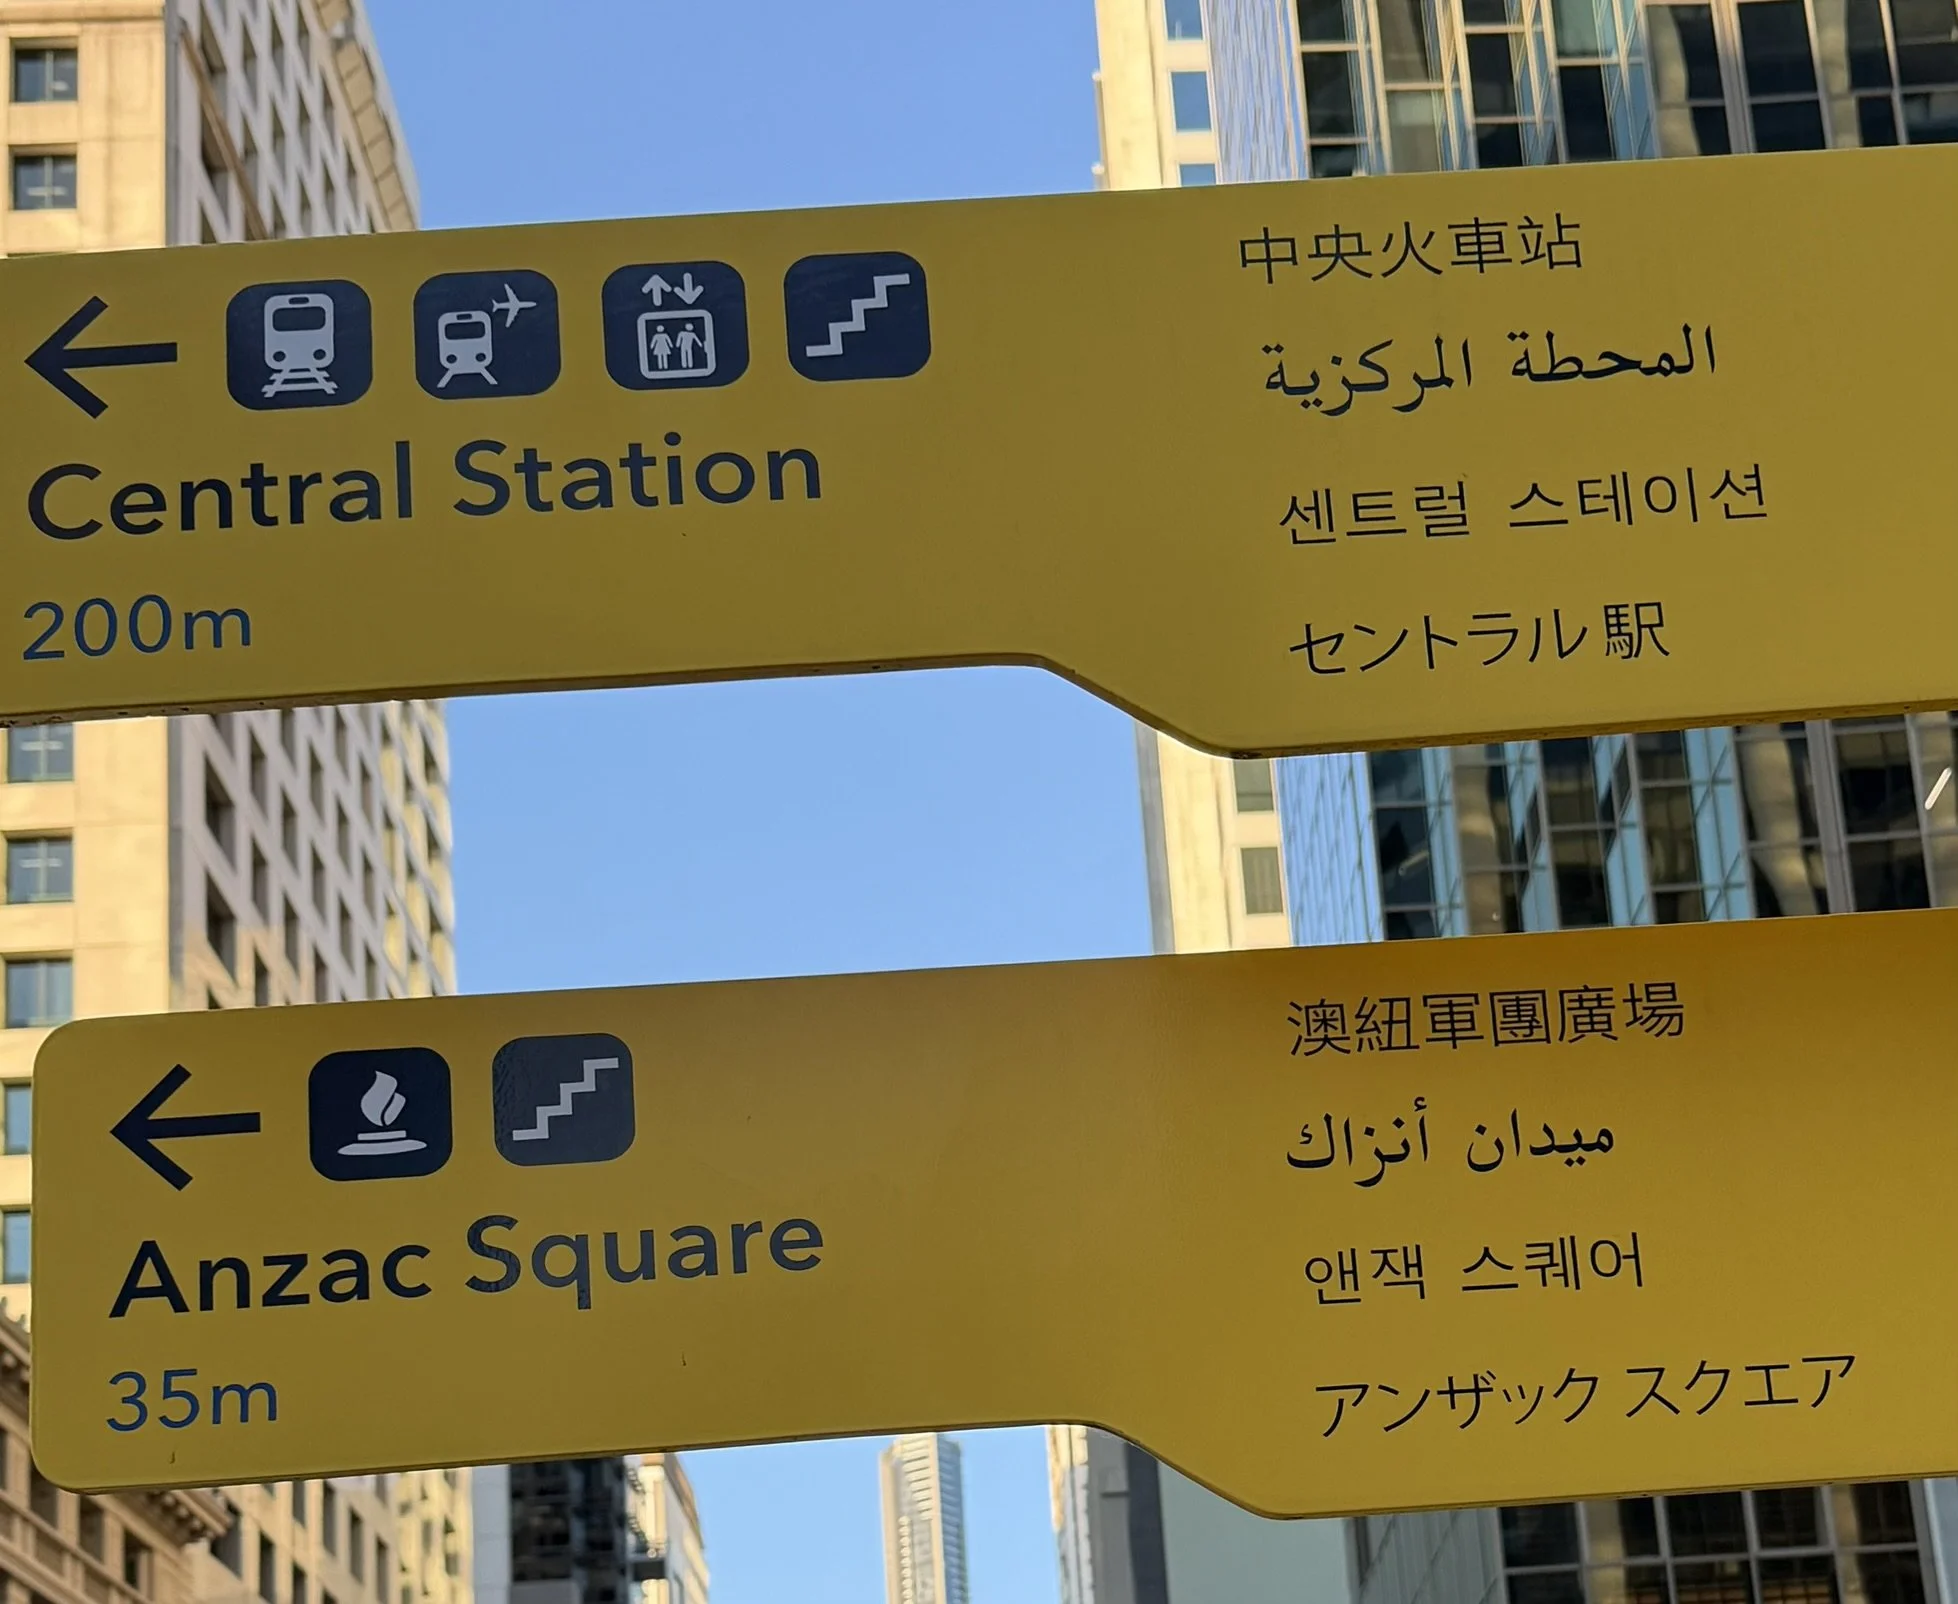 Central Station
200m
中央火車站
المحطة المركزية
센트럴 스테이션
セントラル駅
Anzac Square
35m
澳紐軍團廣場
ميدان أنزاك
앤잭 스퀘어
アンザック スクエア